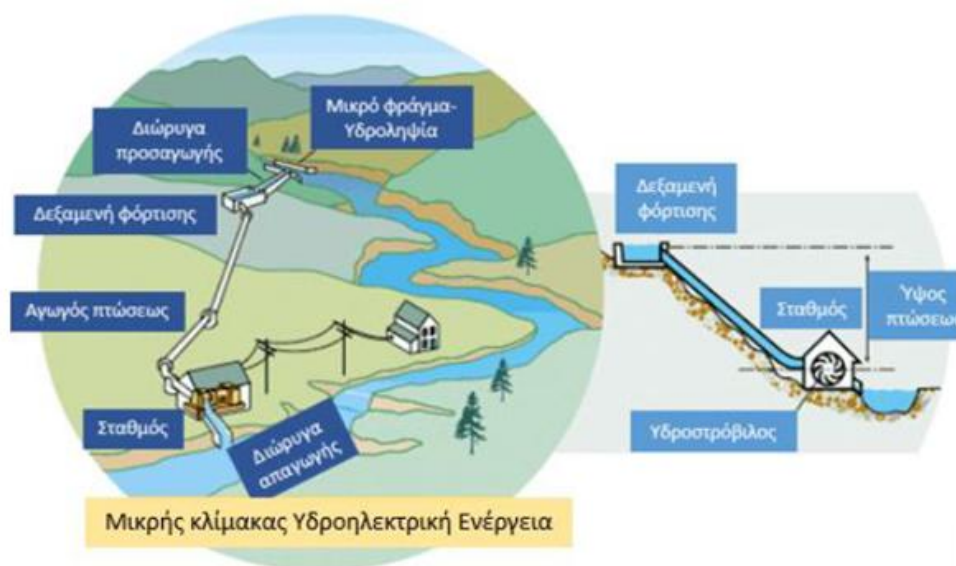 Μικρό φράγμα-
Υδροληψία
Διώρυγα
προσαγωγής
Δεξαμενή φόρτισης
Αγωγός πτώσεως
Σταθμός
Διώρυγα
απαγωγής
Μικρής κλίμακας Υδροηλεκτρική Ενέργεια
Δεξαμενή
φόρτισης
Σταθμός
Ύψος
πτώσεως
Υδροστρόβιλος